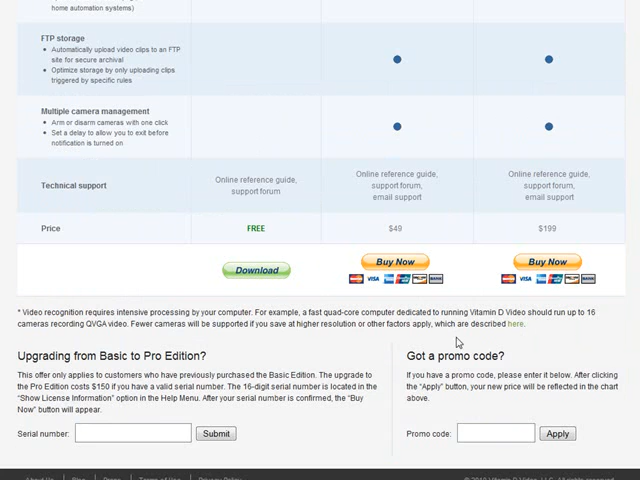 home automation systems)
FTP storage
Automatically upload video clips to an FTP
site for secure archival
Optimize storage by only uploading clips
triggered by specific rules
Multiple camera management
Arm or disarm cameras with one click
Set a delay to allow you to exit before
notification is turned on
Technical support
Online reference guide,
support forum
Online reference guide,
support forum,
email support
Online reference guide,
support forum,
email support
Price
FREE
$49
$199
Download
Buy Now
Buy Now
VISA
VISA
* Video recognition requires intensive processing by your computer. For example, a fast quad-core computer dedicated to running Vitamin D Video should run up to 16
cameras recording QVGA video. Fewer cameras will be supported if you save at higher resolution or other factors apply, which are described here.
Upgrading from Basic to Pro Edition?
This offer only applies to customers who have previously purchased the Basic Edition. The upgrade to
the Pro Edition costs $150 if you have a valid serial number. The 16-digit serial number is located in the
"Show License Information" option in the Help Menu. After your serial number is confirmed, the "Buy
Now" button will appear.
Serial number:
Submit
Got a promo code?
If you have a promo code, please enter it below. After clicking
the "Apply" button, your new price will be reflected in the chart
above.
Promo code:
Apply